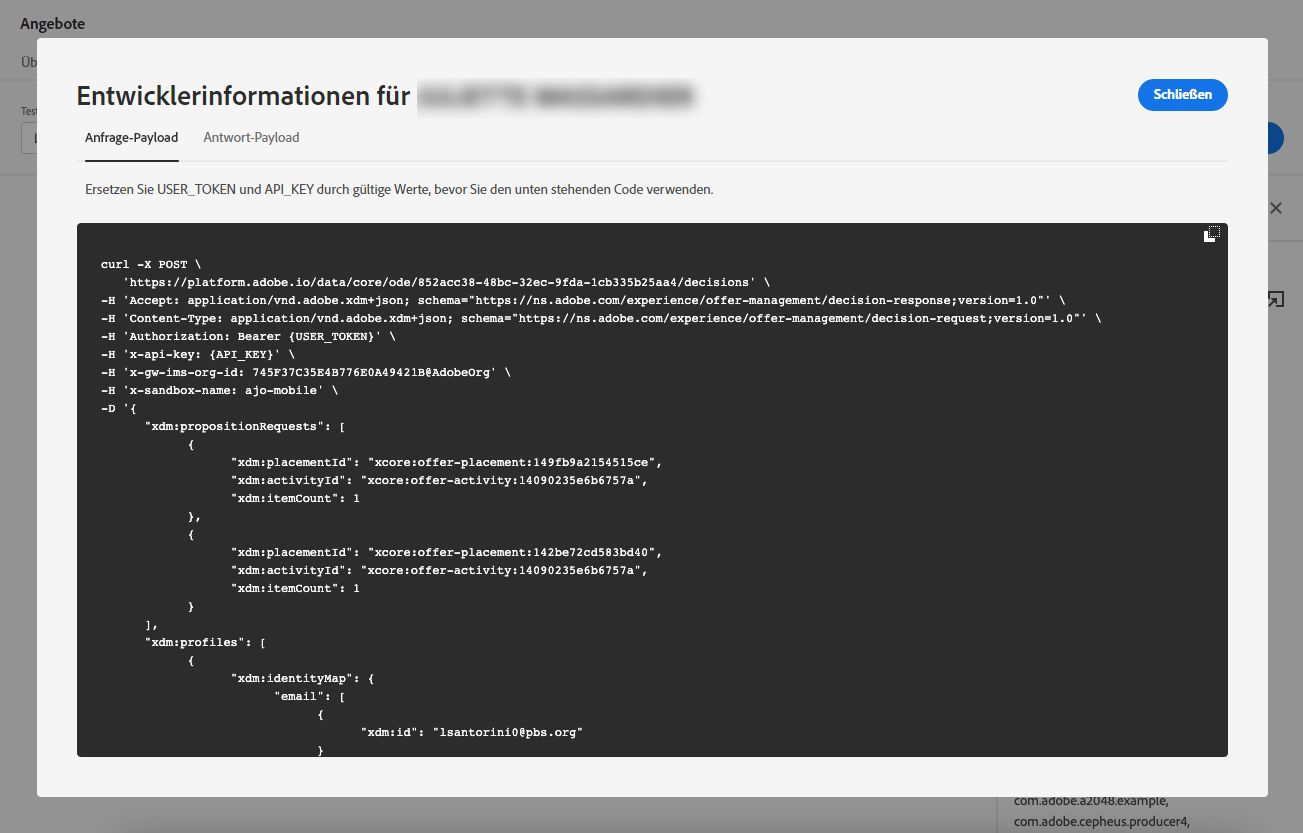 Angebote
Üb
Entwicklerinformationen für
Schließen
Test
Anfrage-Payload
Antwort-Payload
Ersetzen Sie USER_TOKEN und API_KEY durch gültige Werte, bevor Sie den unten stehenden Code verwenden.
curl -X POST \
'https://platform.adobe.io/data/core/ode/852acc38-48bc-32ec-9fda-1cb335b25aa4/decisions' \
-H 'Accept: application/vnd.adobe.xdm+json; schema="https://ns.adobe.com/experience/offer-management/decision-response;version=1.0"' \
-H 'Content-Type: application/vnd.adobe.xdm+json; schema="https://ns.adobe.com/experience/offer-management/decision-request;version=1.0"' \
-H 'Authorization: Bearer {USER_TOKEN}' \
-H 'x-api-key: {API_KEY}' \
-H 'x-gw-ims-org-id: 745F37C35E4B776E0A49421B@AdobeOrg' \
-H 'x-sandbox-name: ajo-mobile' \
-D '{
"xdm:propositionRequests": [
{
"xdm:placementId": "xcore:offer-placement:149fb9a2154515ce",
"xdm:activityId": "xcore:offer-activity:14090235e6b6757a",
"xdm:itemCount": 1
},
{
"xdm:placementId": "xcore:offer-placement:142be72cd583bd40",
"xdm:activityId": "xcore:offer-activity:14090235e6b6757a",
"xdm:itemCount": 1
}
],
"xdm:profiles": [
{
"xdm:identityMap": {
"email": [
{
"xdm:id": "lsantorini0@pbs.org"
}
com.adobe.a2048.example,
com.adobe.cepheus.producer4,